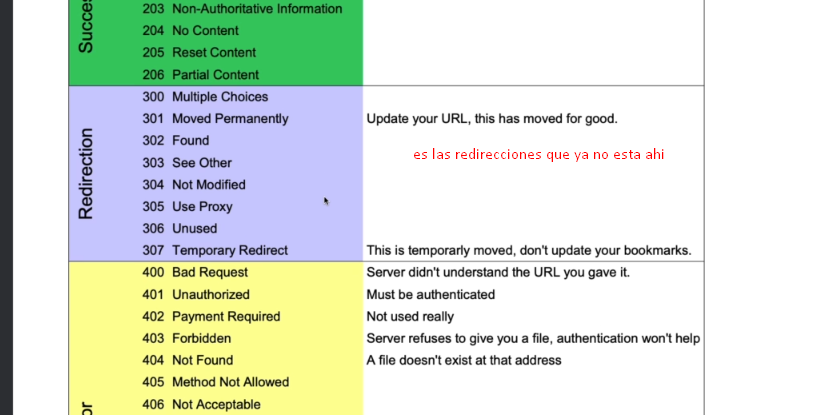 Succes
203 Non-Authoritative Information
204 No Content
205 Reset Content
206 Partial Content
Redirection
300 Multiple Choices
301 Moved Permanently Update your URL, this has moved for good.
302 Found
es las redirecciones que ya no esta ahi
303 See Other
304 Not Modified
305 Use Proxy
306 Unused
307 Temporary Redirect This is temporarly moved, don't update your bookmarks.
or
400 Bad Request Server didn't understand the URL you gave it.
401 Unauthorized Must be authenticated
402 Payment Required Not used really
403 Forbidden Server refuses to give you a file, authentication won't help
404 Not Found A file doesn't exist at that address
405 Method Not Allowed
406 Not Acceptable